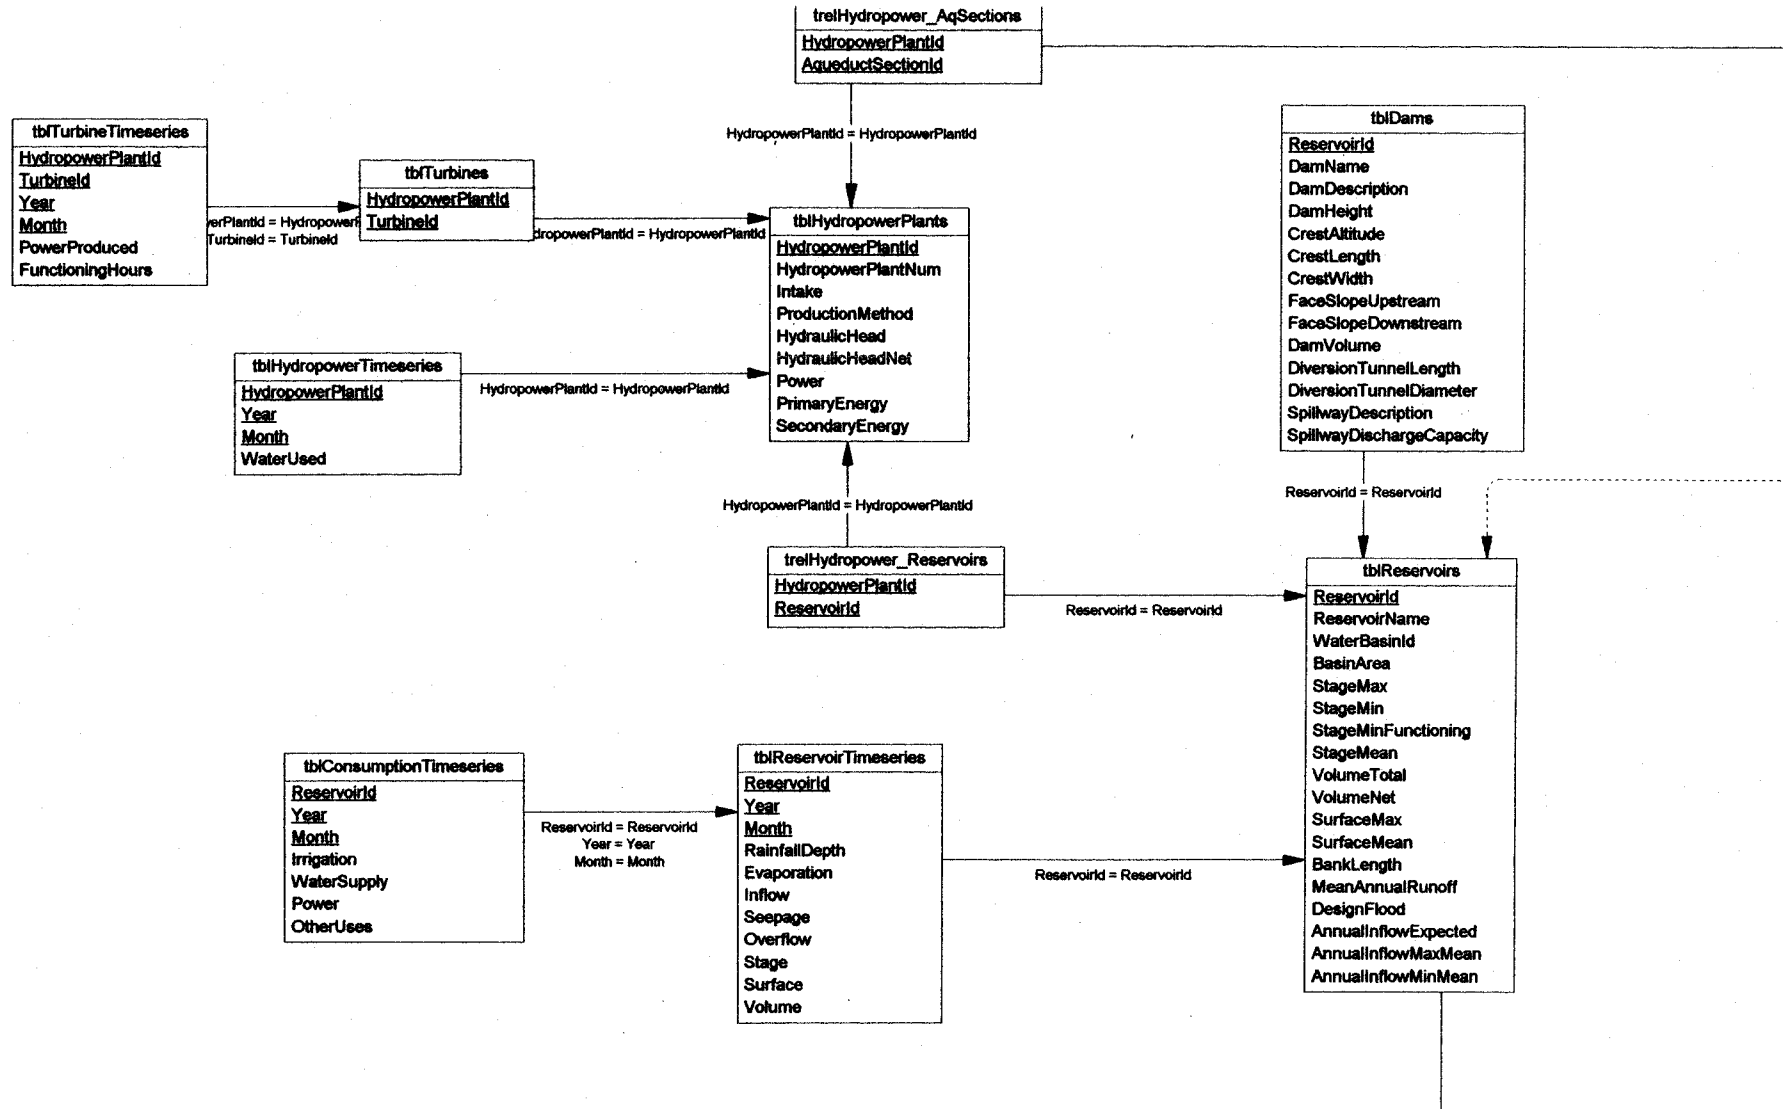 trelHydropower_AqSections
HydropowerPlantId
AqueductSectionId
HydropowerPlantId = HydropowerPlantId
tblTurbineTimeseries
HydropowerPlantId
TurbineId
Year
Month
PowerProduced
FunctioningHours
werPlantId = HydropowerF
TurbineId = TurbineId
tblTurbines
HydropowerPlantId
TurbineId
dropowerPlantId = HydropowerPlantId
tblHydropowerPlants
HydropowerPlantId
HydropowerPlantNum
Intake
ProductionMethod
HydraulicHead
HydraulicHeadNet
Power
PrimaryEnergy
SecondaryEnergy
tblDams
ReservoirId
DamName
DamDescription
DamHeight
CrestAltitude
CrestLength
CrestWidth
FaceSlopeUpstream
FaceSlopeDownstream
DamVolume
DiversionTunnelLength
DiversionTunnelDiameter
SpillwayDescription
SpillwayDischargeCapacity
tblHydropowerTimeseries
HydropowerPlantId
Year
Month
WaterUsed
HydropowerPlantId = HydropowerPlantId
HydropowerPlantId = HydropowerPlantId
ReservoirId = ReservoirId
trelHydropower_Reservoirs
HydropowerPlantId
ReservoirId
ReservoirId = ReservoirId
tblReservoirs
ReservoirId
ReservoirName
WaterBasinId
BasinArea
StageMax
StageMin
StageMinFunctioning
StageMean
VolumeTotal
VolumeNet
SurfaceMax
SurfaceMean
BankLength
MeanAnnualRunoff
DesignFlood
AnnualInflowExpected
AnnualInflowMaxMean
AnnualInflowMinMean
tblConsumptionTimeseries
ReservoirId
Year
Month
Irrigation
WaterSupply
Power
OtherUses
ReservoirId = ReservoirId
Year = Year
Month = Month
tblReservoirTimeseries
ReservoirId
Year
Month
RainfallDepth
Evaporation
Inflow
Seepage
Overflow
Stage
Surface
Volume
ReservoirId = ReservoirId